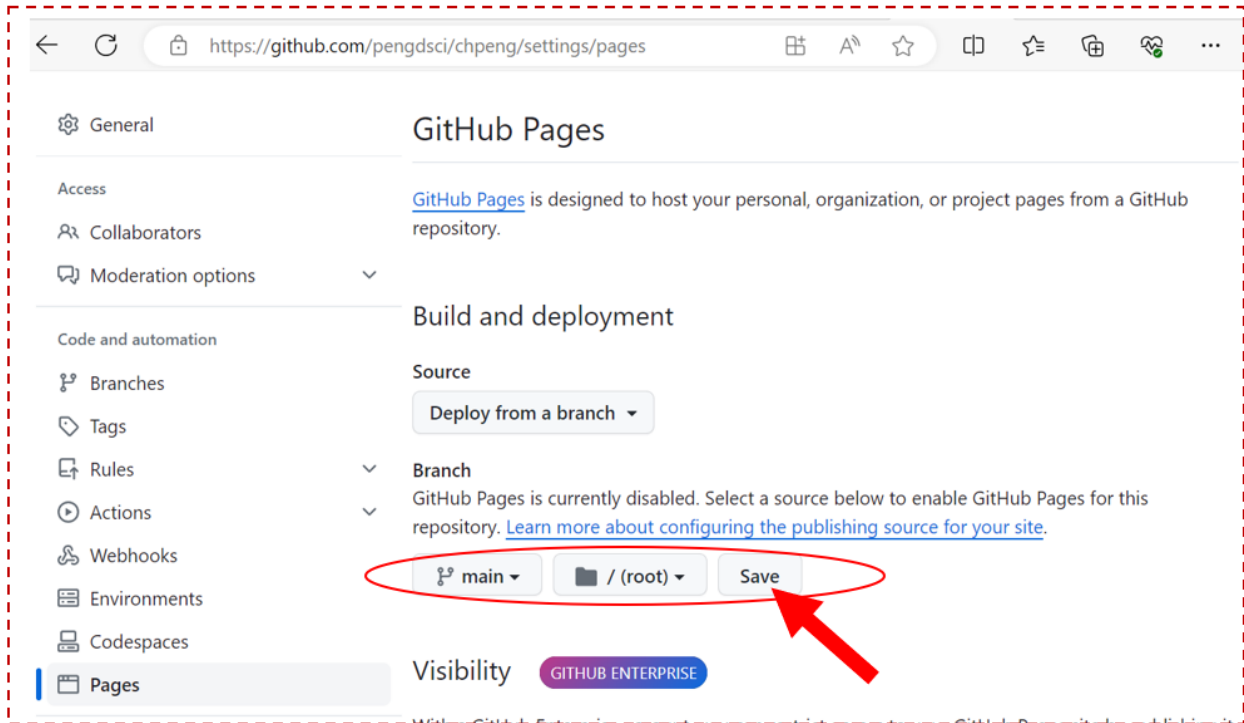 https://github.com/pengdsci/chpeng/settings/pages
General
Access
Collaborators
Moderation options
Code and automation
Branches
Tags
Rules
Actions
Webhooks
Environments
Codespaces
Pages
GitHub Pages
GitHub Pages is designed to host your personal, organization, or project pages from a GitHub
repository.
Build and deployment
Source
Deploy from a branch
Branch
GitHub Pages is currently disabled. Select a source below to enable GitHub Pages for this
repository. Learn more about configuring the publishing source for your site.
main / (root) Save
Visibility GITHUB ENTERPRISE